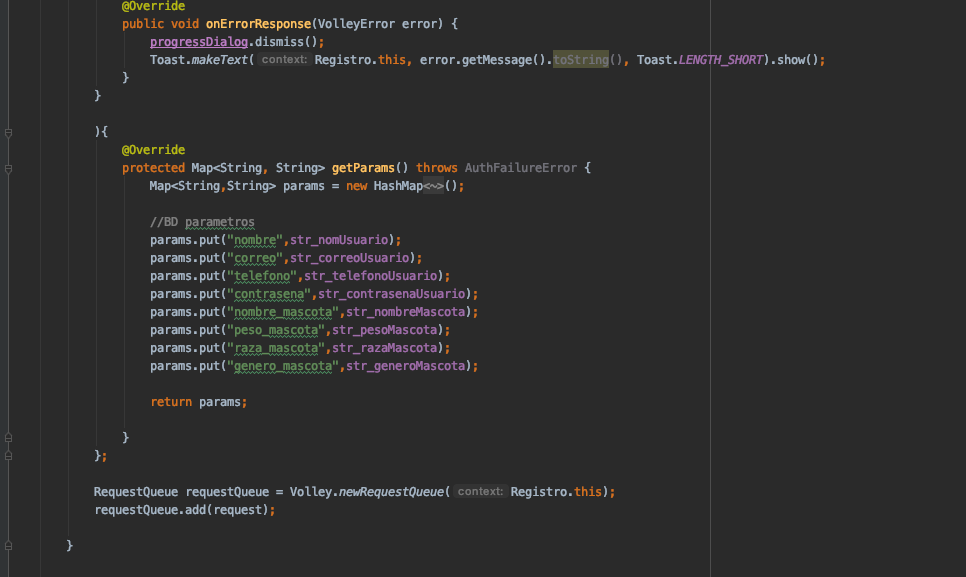 @Override
public void onErrorResponse(VolleyError error) {
progressDialog.dismiss();
Toast.makeText( context: Registro.this, error.getMessage().toString(), Toast.LENGTH_SHORT).show();
}
}
){
@Override
protected Map<String, String> getParams() throws AuthFailureError {
Map<String,String> params = new HashMap<~>();
//BD parametros
params.put("nombre",str_nomUsuario);
params.put("correo",str_correoUsuario);
params.put("telefono",str_telefonoUsuario);
params.put("contrasena",str_contrasenaUsuario);
params.put("nombre_mascota",str_nombreMascota);
params.put("peso_mascota",str_pesoMascota);
params.put("raza_mascota",str_razaMascota);
params.put("genero_mascota",str_generoMascota);
return params;
}
};
RequestQueue requestQueue = Volley.newRequestQueue( context: Registro.this);
requestQueue.add(request);
}